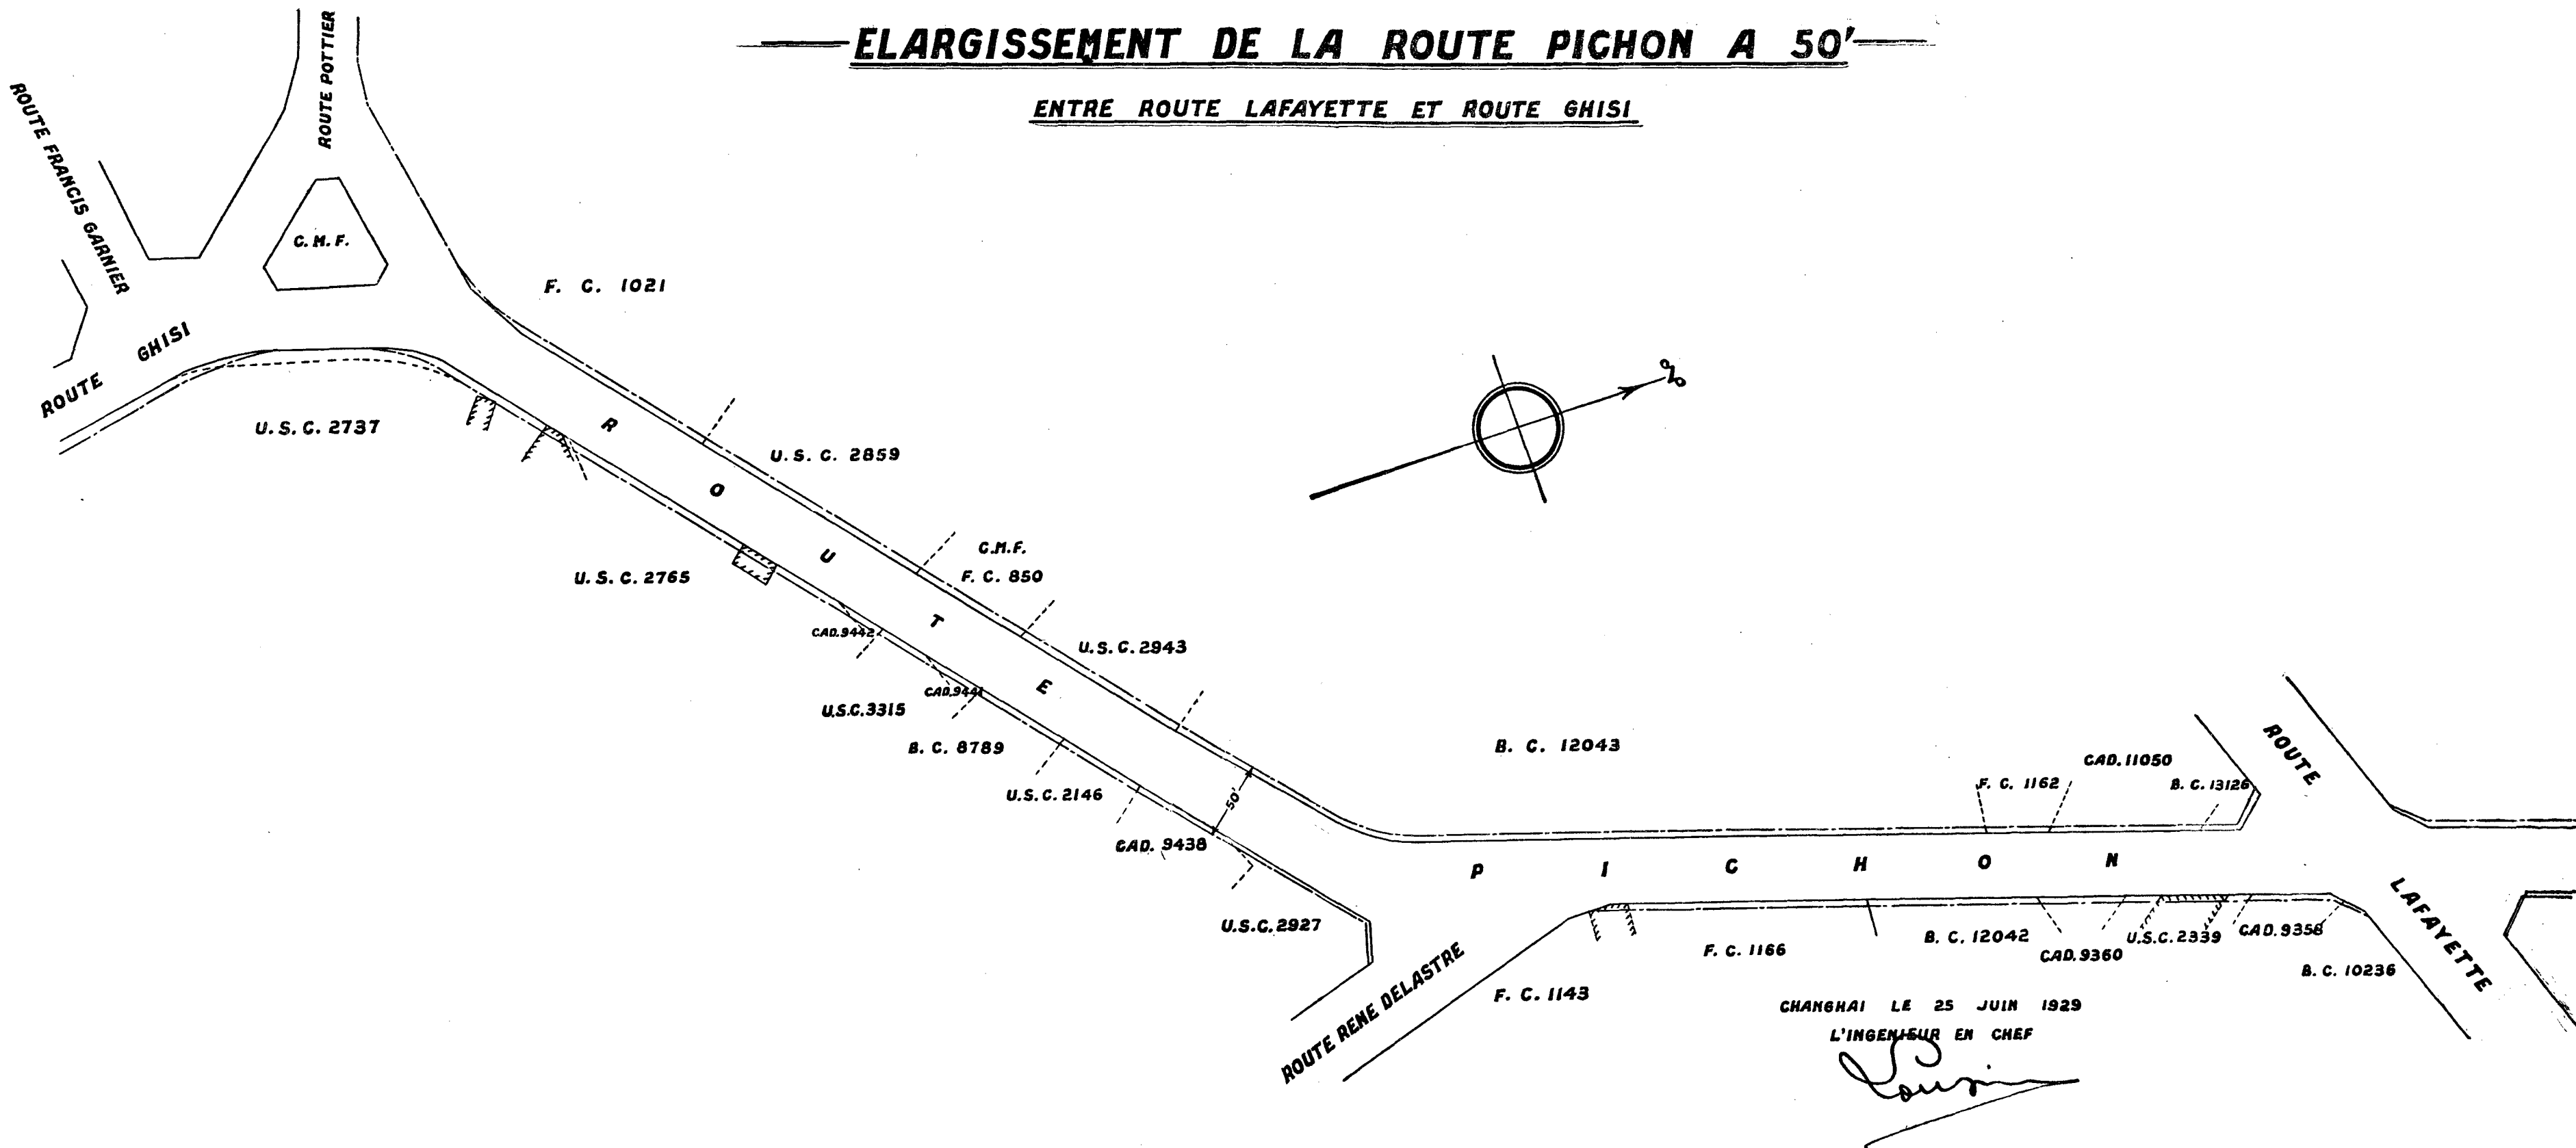 ELARGISSEMENT DE LA ROUTE PICHON A 50'
ENTRE ROUTE LAFAYETTE ET ROUTE GHISI
ROUTE POTTIER
ROUTE FRANCIS GARNIER
C. M. F.
F. C. 1021
ROUTE GHISI
U. S. C. 2737
U. S. C. 2859
C.M.F.
F. C. 850
U. S. C. 2765
CAD. 9442
U. S. C. 2943
CAD. 9441
U.S.C. 3315
B. C. 8789
U.S.C. 2146
CAD. 9438
50'
U.S.C. 2927
B. C. 12043
F. C. 1162
CAD. 11050
B. C. 13126
ROUTE PICHON
ROUTE LAFAYETTE
ROUTE RENE DELASTRE
F. C. 1143
F. C. 1166
B. C. 12042
CAD. 9360
U.S.C. 2339
CAD. 9358
B. C. 10236
CHANGHAI LE 25 JUIN 1929
L'INGENIEUR EN CHEF